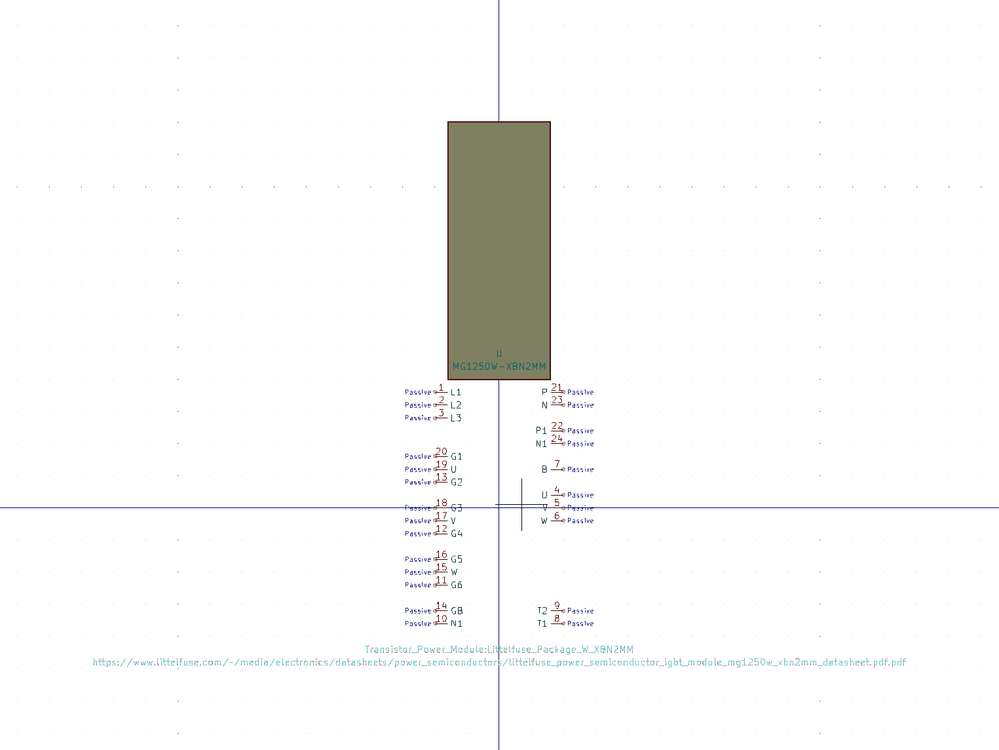 U
MG1250W-XBN2MM
Passive 1 L1 P 21 Passive
Passive 2 L2 N 23 Passive
Passive 3 L3
P1 22 Passive
N1 24 Passive
Passive 20 G1
Passive 19 U B 7 Passive
Passive 13 G2
U 4 Passive
Passive 18 G3 V 5 Passive
Passive 17 V W 6 Passive
Passive 12 G4
Passive 16 G5
Passive 15 W
Passive 11 G6
Passive 14 GB T2 9 Passive
Passive 10 N1 T1 8 Passive
Transistor_Power_Module:Littelfuse_Package_W_XBN2MM
https://www.littelfuse.com/~/media/electronics/datasheets/power_semiconductors/littelfuse_power_semiconductor_igbt_module_mg1250w_xbn2mm_datasheet.pdf.pdf